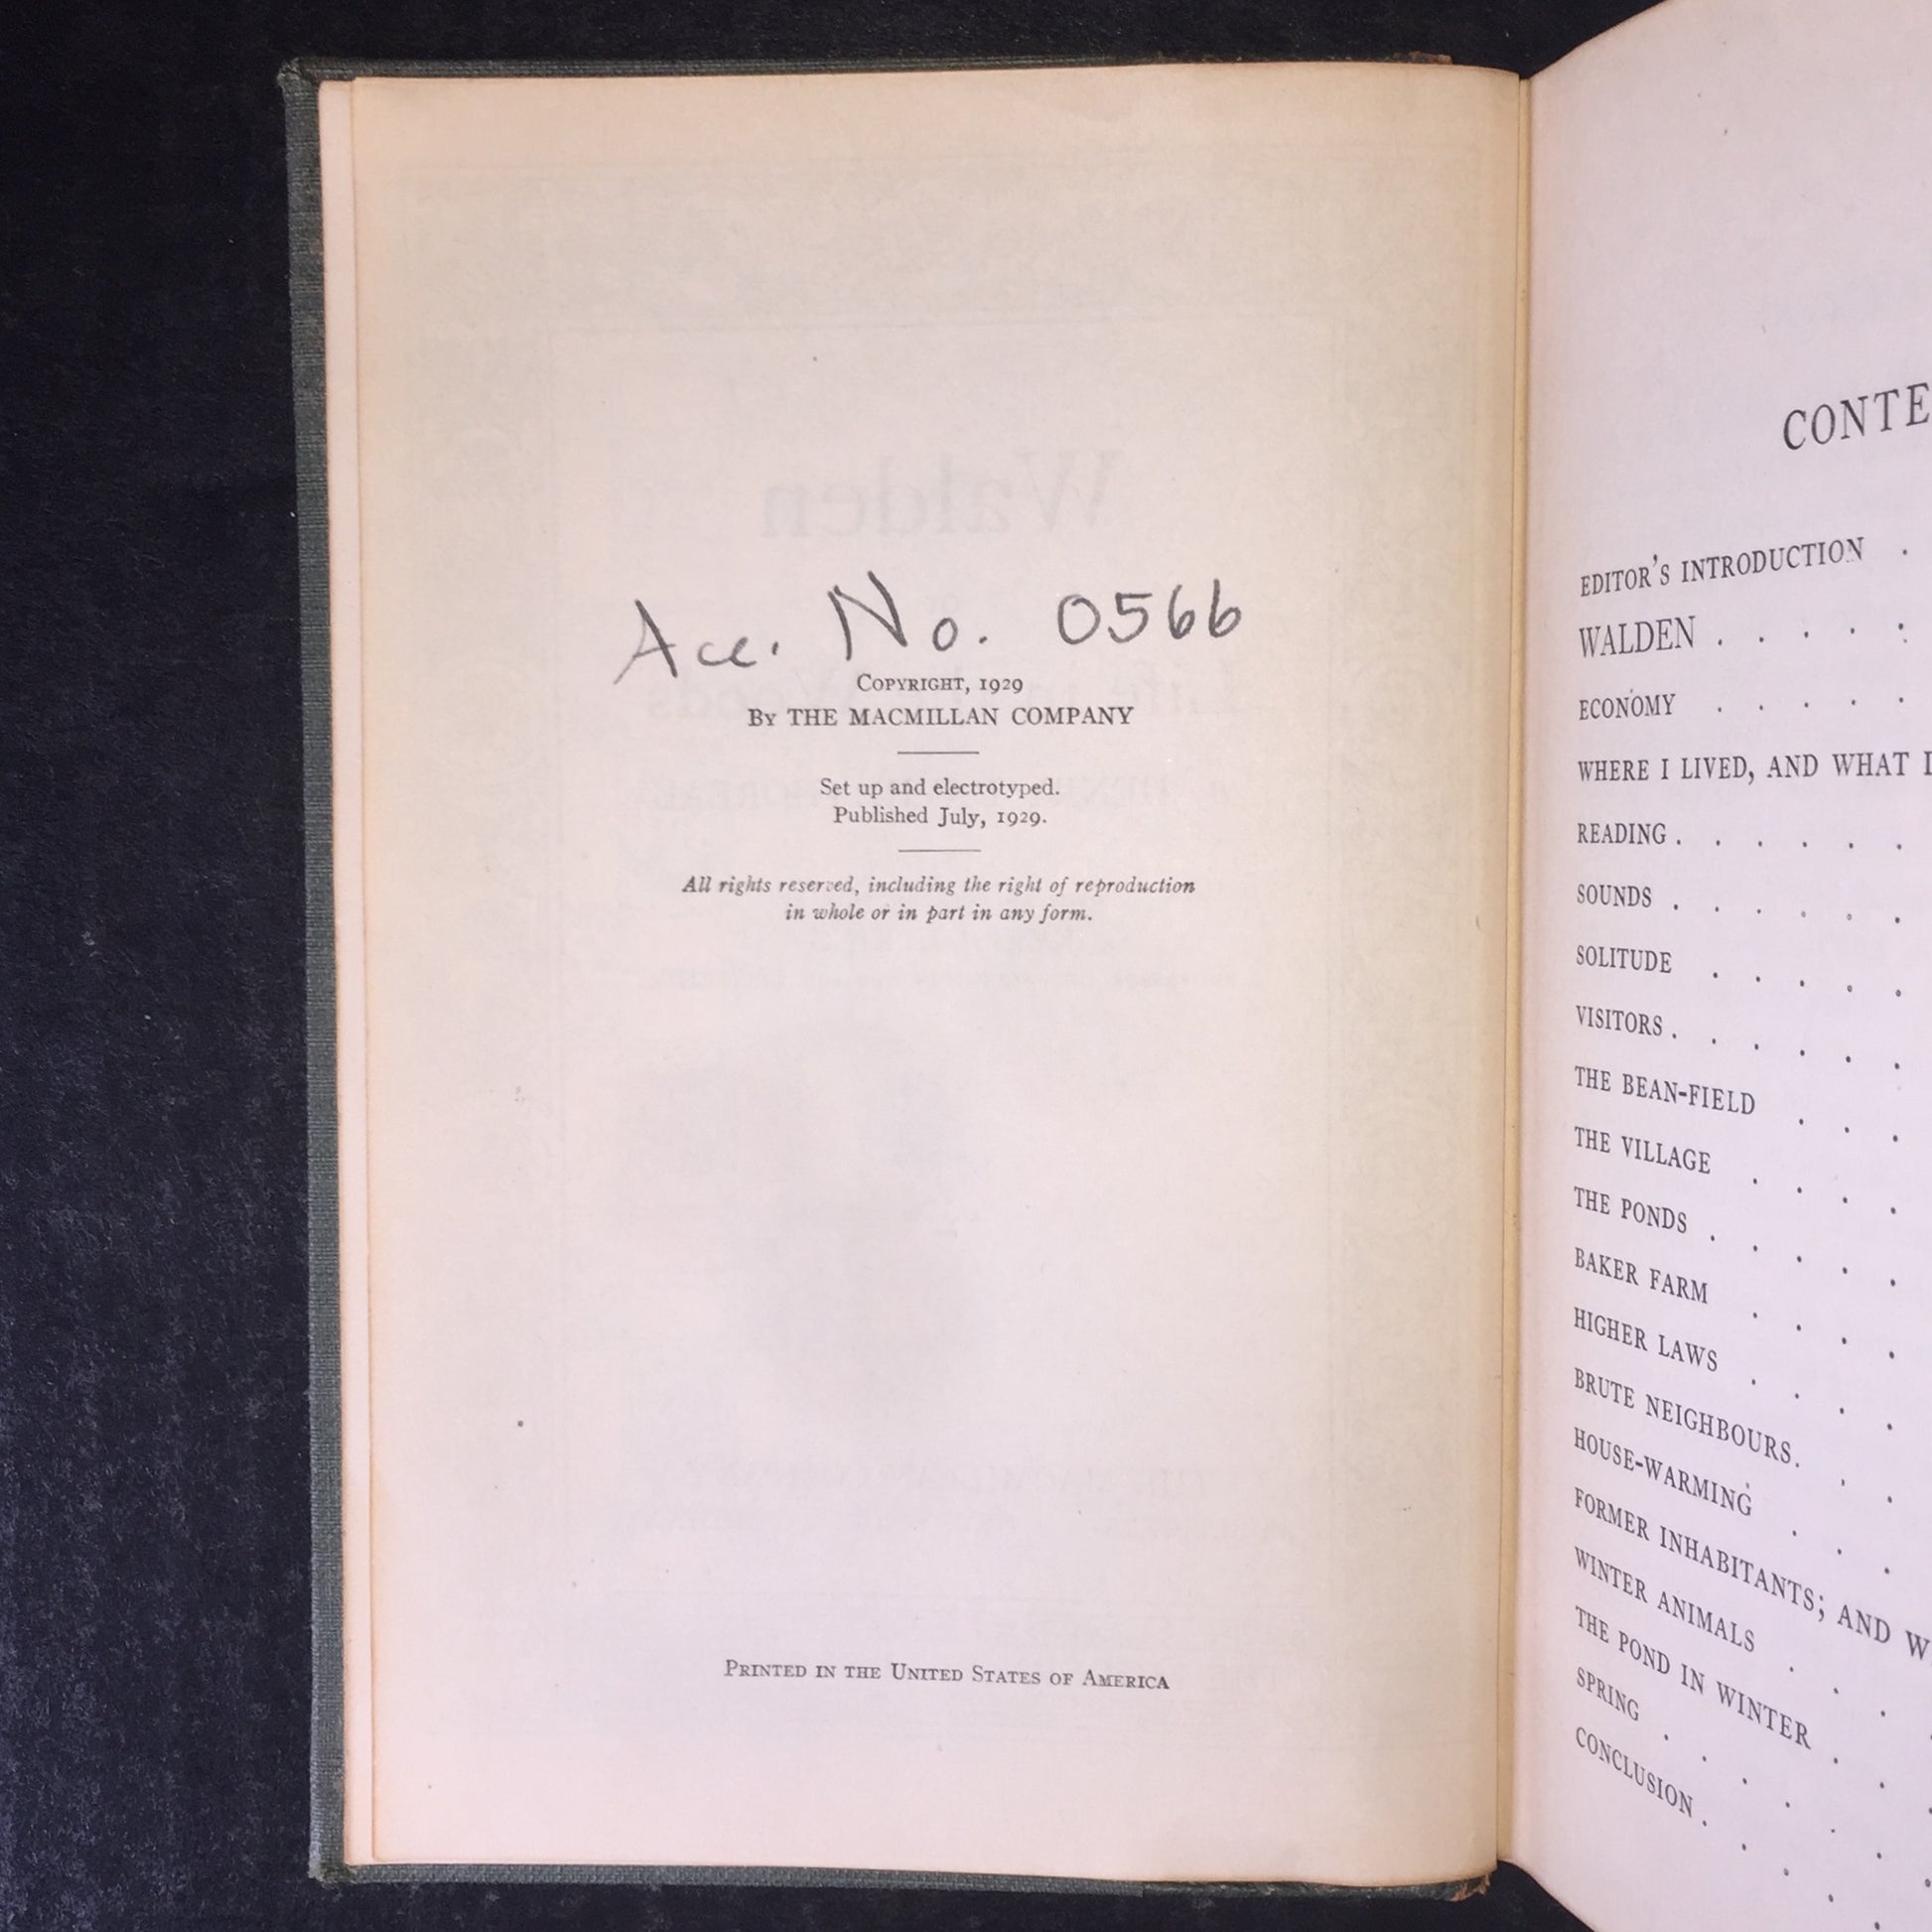 Acc. No. 0566
COPYRIGHT, 1929
BY THE MACMILLAN COMPANY
Set up and electrotyped.
Published July, 1929.
All rights reserved, including the right of reproduction
in whole or in part in any form.
PRINTED IN THE UNITED STATES OF AMERICA
CONTE
EDITOR'S INTRODUCTION .
WALDEN . . . . .
ECONOMY . . . . .
WHERE I LIVED, AND WHAT I
READING . . . . . .
SOUNDS . . . . . .
SOLITUDE . . . . .
VISITORS . . . . . .
THE BEAN-FIELD . . .
THE VILLAGE . . . .
THE PONDS . . . . .
BAKER FARM . . . .
HIGHER LAWS . . . .
BRUTE NEIGHBOURS. . .
HOUSE-WARMING . . .
FORMER INHABITANTS; AND W
WINTER ANIMALS . . .
THE POND IN WINTER . .
SPRING . . . . .
CONCLUSION . . . . .